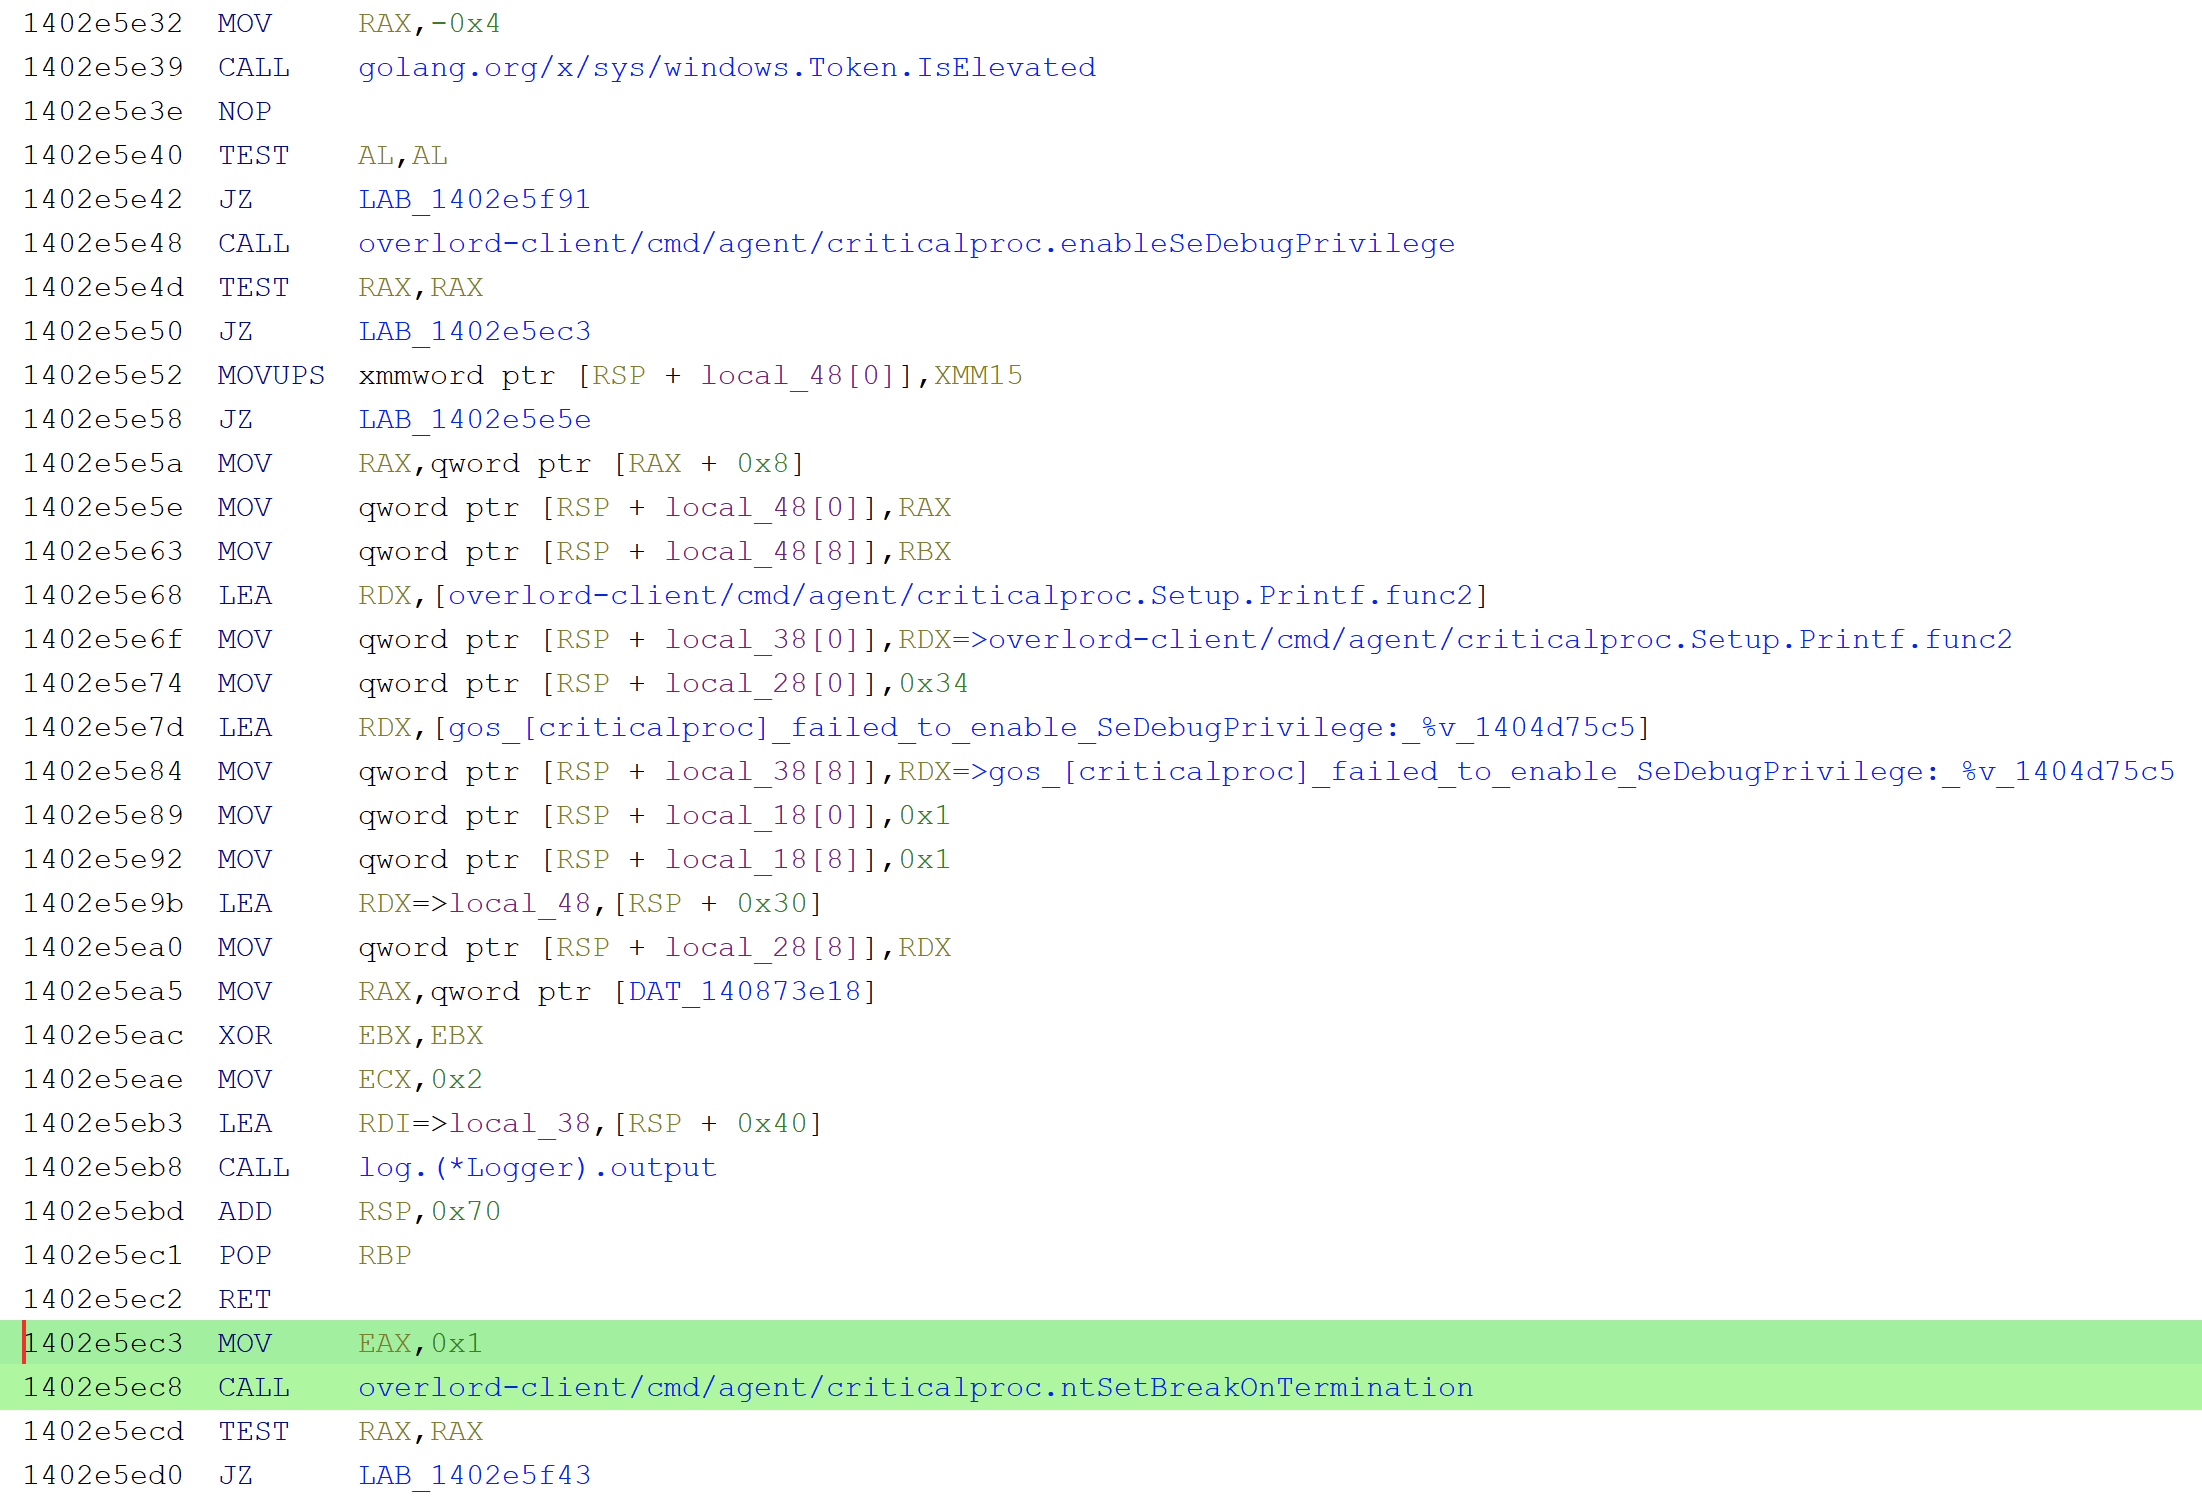 1402e5e32 MOV RAX,-0x4
1402e5e39 CALL golang.org/x/sys/windows.Token.IsElevated
1402e5e3e NOP
1402e5e40 TEST AL,AL
1402e5e42 JZ LAB_1402e5f91
1402e5e48 CALL overlord-client/cmd/agent/criticalproc.enableSeDebugPrivilege
1402e5e4d TEST RAX,RAX
1402e5e50 JZ LAB_1402e5ec3
1402e5e52 MOVUPS xmmword ptr [RSP + local_48[0]],XMM15
1402e5e58 JZ LAB_1402e5e5e
1402e5e5a MOV RAX,qword ptr [RAX + 0x8]
1402e5e5e MOV qword ptr [RSP + local_48[0]],RAX
1402e5e63 MOV qword ptr [RSP + local_48[8]],RBX
1402e5e68 LEA RDX,[overlord-client/cmd/agent/criticalproc.Setup.Printf.func2]
1402e5e6f MOV qword ptr [RSP + local_38[0]],RDX=>overlord-client/cmd/agent/criticalproc.Setup.Printf.func2
1402e5e74 MOV qword ptr [RSP + local_28[0]],0x34
1402e5e7d LEA RDX,[gos_[criticalproc]_failed_to_enable_SeDebugPrivilege:_%v_1404d75c5]
1402e5e84 MOV qword ptr [RSP + local_38[8]],RDX=>gos_[criticalproc]_failed_to_enable_SeDebugPrivilege:_%v_1404d75c5
1402e5e89 MOV qword ptr [RSP + local_18[0]],0x1
1402e5e92 MOV qword ptr [RSP + local_18[8]],0x1
1402e5e9b LEA RDX=>local_48,[RSP + 0x30]
1402e5ea0 MOV qword ptr [RSP + local_28[8]],RDX
1402e5ea5 MOV RAX,qword ptr [DAT_140873e18]
1402e5eac XOR EBX,EBX
1402e5eae MOV ECX,0x2
1402e5eb3 LEA RDI=>local_38,[RSP + 0x40]
1402e5eb8 CALL log.(*Logger).output
1402e5ebd ADD RSP,0x70
1402e5ec1 POP RBP
1402e5ec2 RET
1402e5ec3 MOV EAX,0x1
1402e5ec8 CALL overlord-client/cmd/agent/criticalproc.ntSetBreakOnTermination
1402e5ecd TEST RAX,RAX
1402e5ed0 JZ LAB_1402e5f43